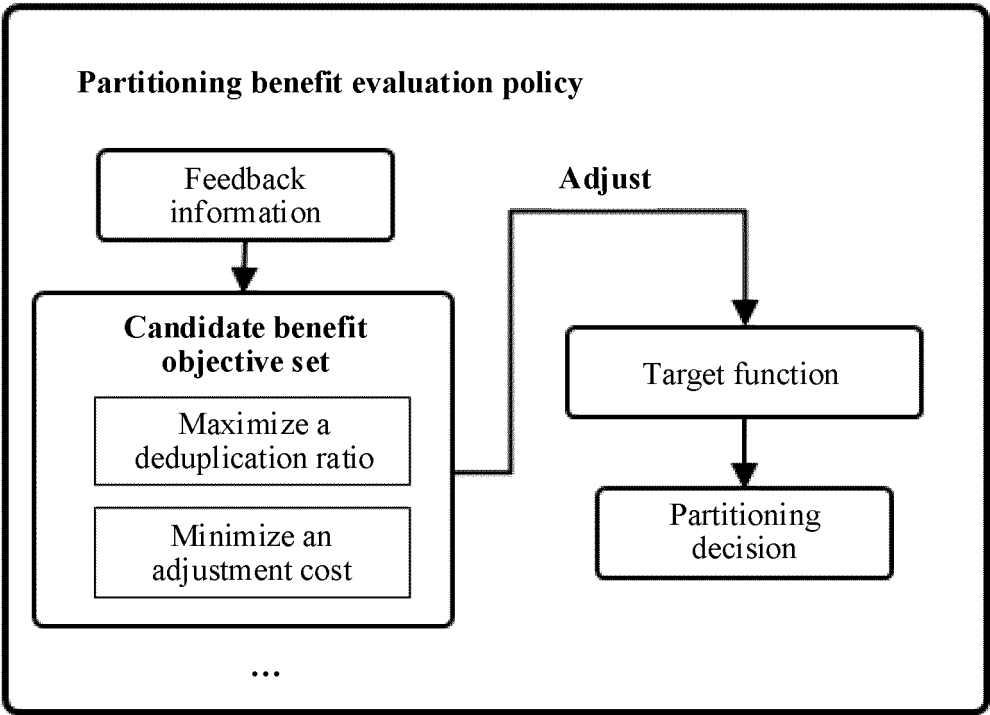 Partitioning benefit evaluation policy
Feedback
information
Adjust
Candidate benefit
objective set
Maximize a
deduplication ratio
Minimize an
adjustment cost
...
Target function
Partitioning
decision